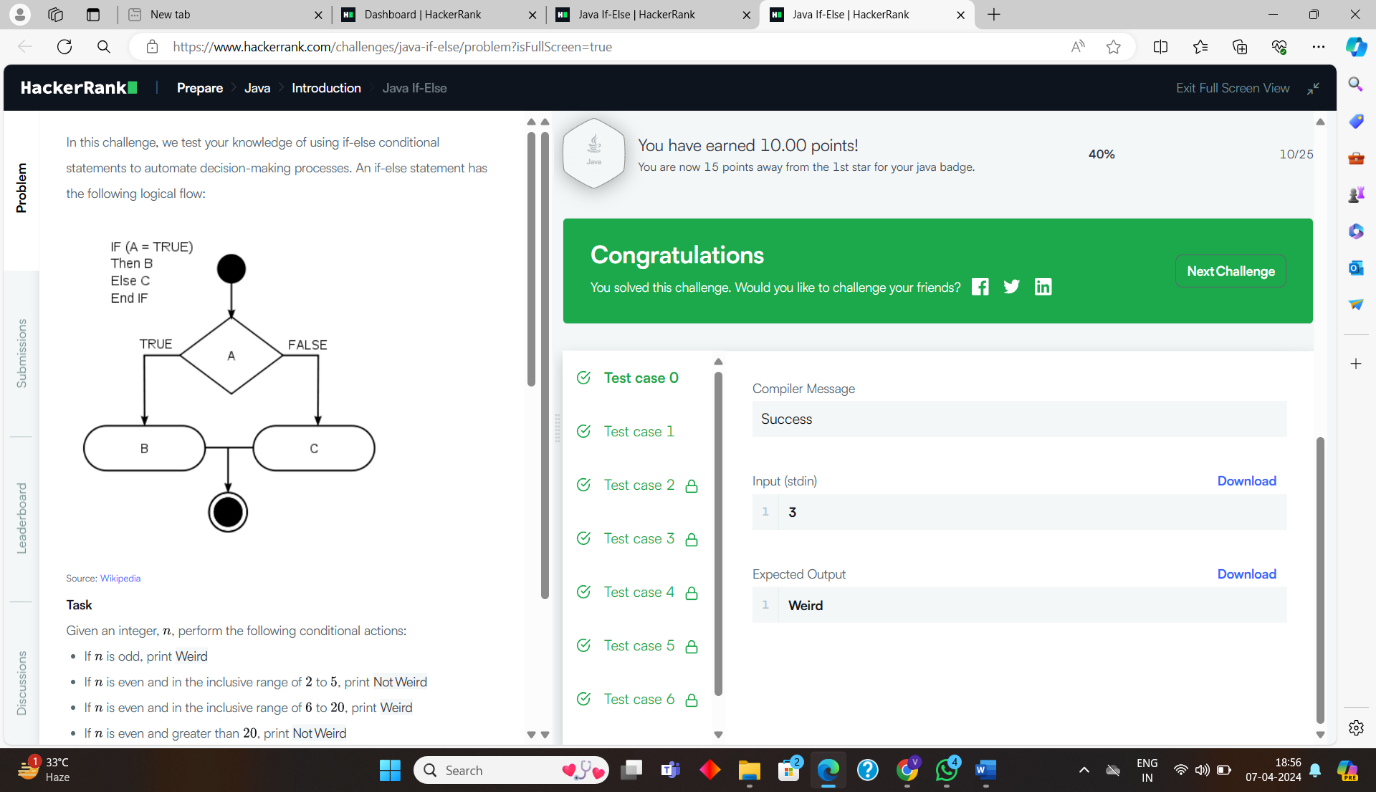 New tab
Dashboard | HackerRank
Java If-Else | HackerRank
Java If-Else | HackerRank
https://www.hackerrank.com/challenges/java-if-else/problem?isFullScreen=true
HackerRank
Prepare
Java
Introduction
Java If-Else
Exit Full Screen View
Problem
Submissions
Leaderboard
Discussions
In this challenge, we test your knowledge of using if-else conditional
statements to automate decision-making processes. An if-else statement has
the following logical flow:
IF (A = TRUE)
Then B
Else C
End IF
TRUE
FALSE
A
B
C
Source: Wikipedia
Task
Given an integer, n, perform the following conditional actions:
• If n is odd, print Weird
• If n is even and in the inclusive range of 2 to 5, print Not Weird
• If n is even and in the inclusive range of 6 to 20, print Weird
• If n is even and greater than 20, print Not Weird
Java
You have earned 10.00 points!
You are now 15 points away from the 1st star for your java badge.
40%
10/25
Congratulations
You solved this challenge. Would you like to challenge your friends?
Next Challenge
Test case 0
Test case 1
Test case 2
Test case 3
Test case 4
Test case 5
Test case 6
Compiler Message
Success
Input (stdin)
Download
1 3
Expected Output
Download
1 Weird
1
33°C
Haze
Search
2
V
4
W
ENG
IN
18:56
07-04-2024
PRE